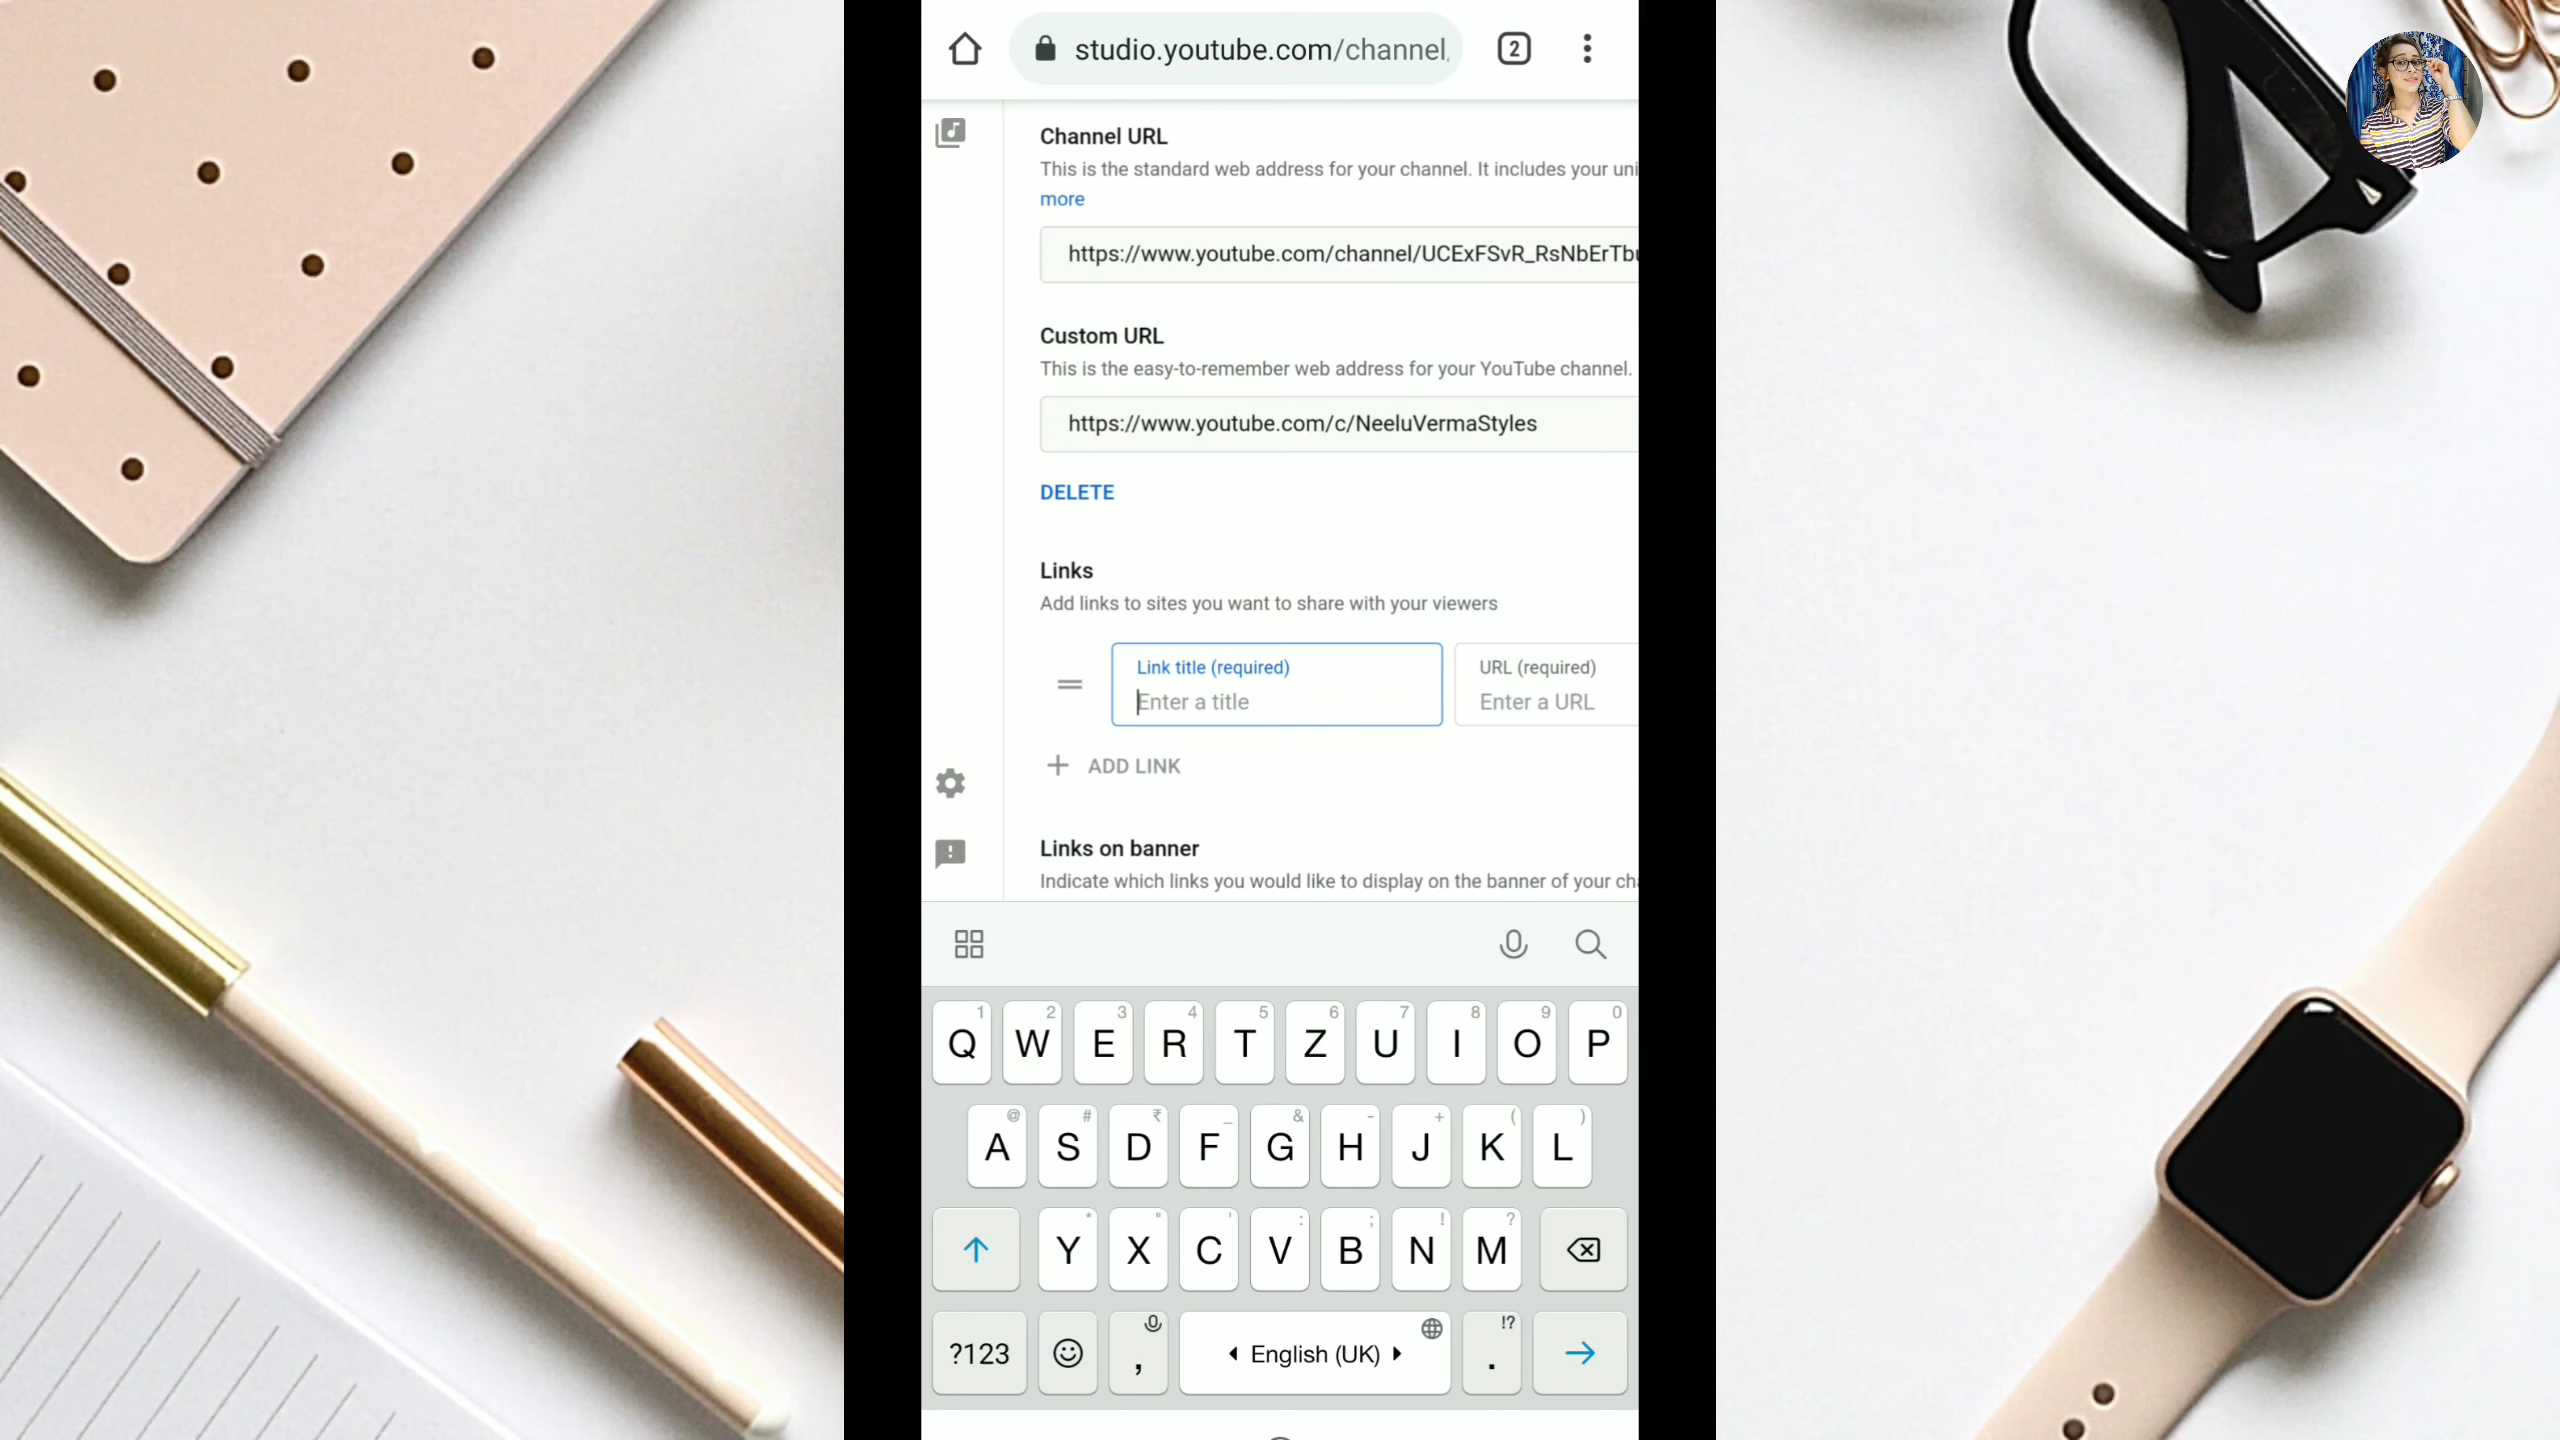 studio.youtube.com/channel
2
Channel URL
This is the standard web address for your channel. It includes your uni
more
https://www.youtube.com/channel/UCExFSvR_RsNbErTb
Custom URL
This is the easy-to-remember web address for your YouTube channel.
https://www.youtube.com/c/NeeluVermaStyles
DELETE
Links
Add links to sites you want to share with your viewers
Link title (required) URL (required)
Enter a title Enter a URL
+ ADD LINK
Links on banner
Indicate which links you would like to display on the banner of your ch
1 2 3 4 5 6 7 8 9 0
Q W E R T Z U I O P
@ # ₹ _ & - + ( )
A S D F G H J K L
* " ' : ; ! ?
Y X C V B N M
!?
?123 , English (UK) .